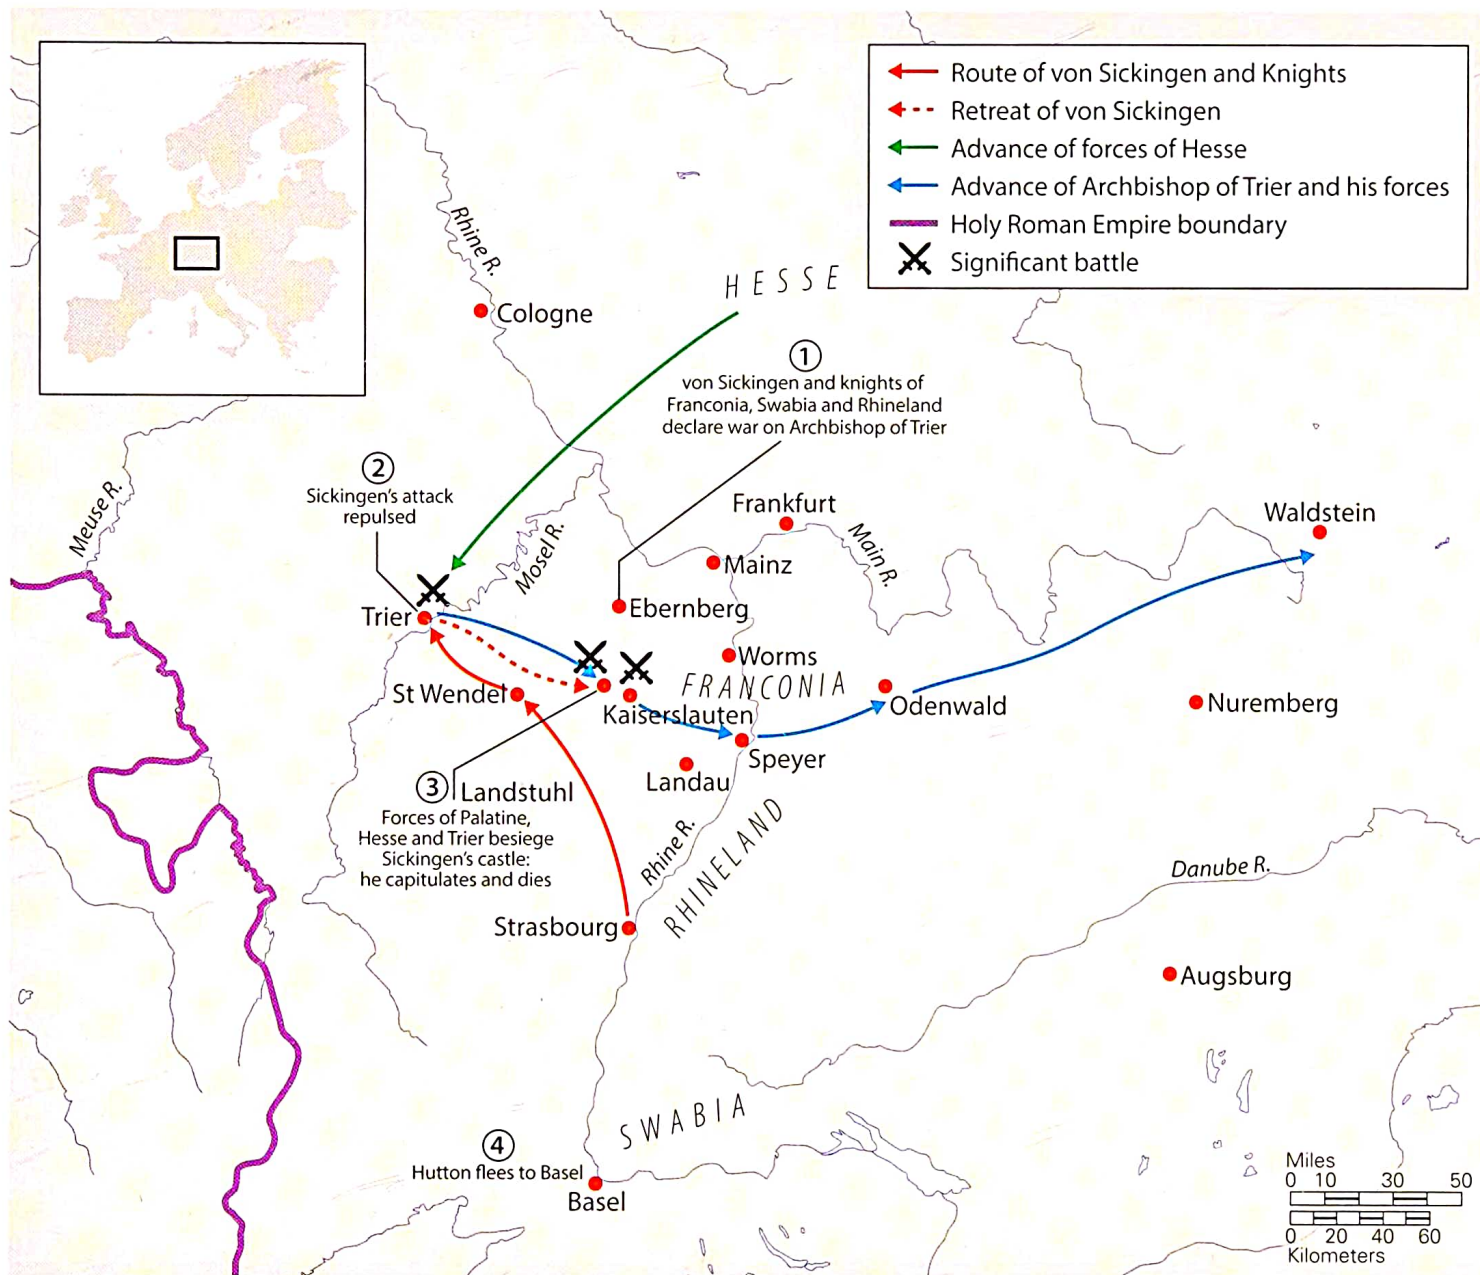 Route of von Sickingen and Knights
Retreat of von Sickingen
Advance of forces of Hesse
Advance of Archbishop of Trier and his forces
Holy Roman Empire boundary
Significant battle
Rhine R.
HESSE
Cologne
1
von Sickingen and knights of
Franconia, Swabia and Rhineland
declare war on Archbishop of Trier
2
Sickingen's attack
repulsed
Meuse R.
Mosel R.
Frankfurt
Main R.
Waldstein
Mainz
Ebernberg
Trier
Worms
FRANCONIA
St Wendel
Kaiserslauten
Odenwald
Nuremberg
Speyer
Landau
3 Landstuhl
Forces of Palatine,
Hesse and Trier besiege
Sickingen's castle:
he capitulates and dies
Rhine R.
RHINELAND
Danube R.
Strasbourg
Augsburg
SWABIA
4
Hutton flees to Basel
Basel
Miles
0 10 30 50
0 20 40 60
Kilometers